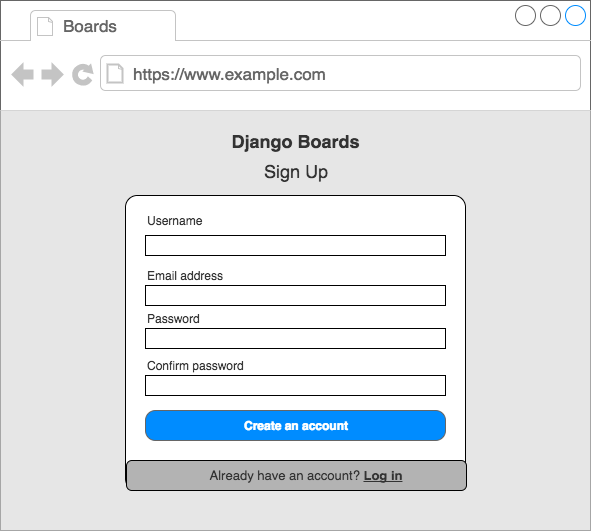 Boards
https://www.example.com
Django Boards
Sign Up
Username
Email address
Password
Confirm password
Create an account
Already have an account? Log in